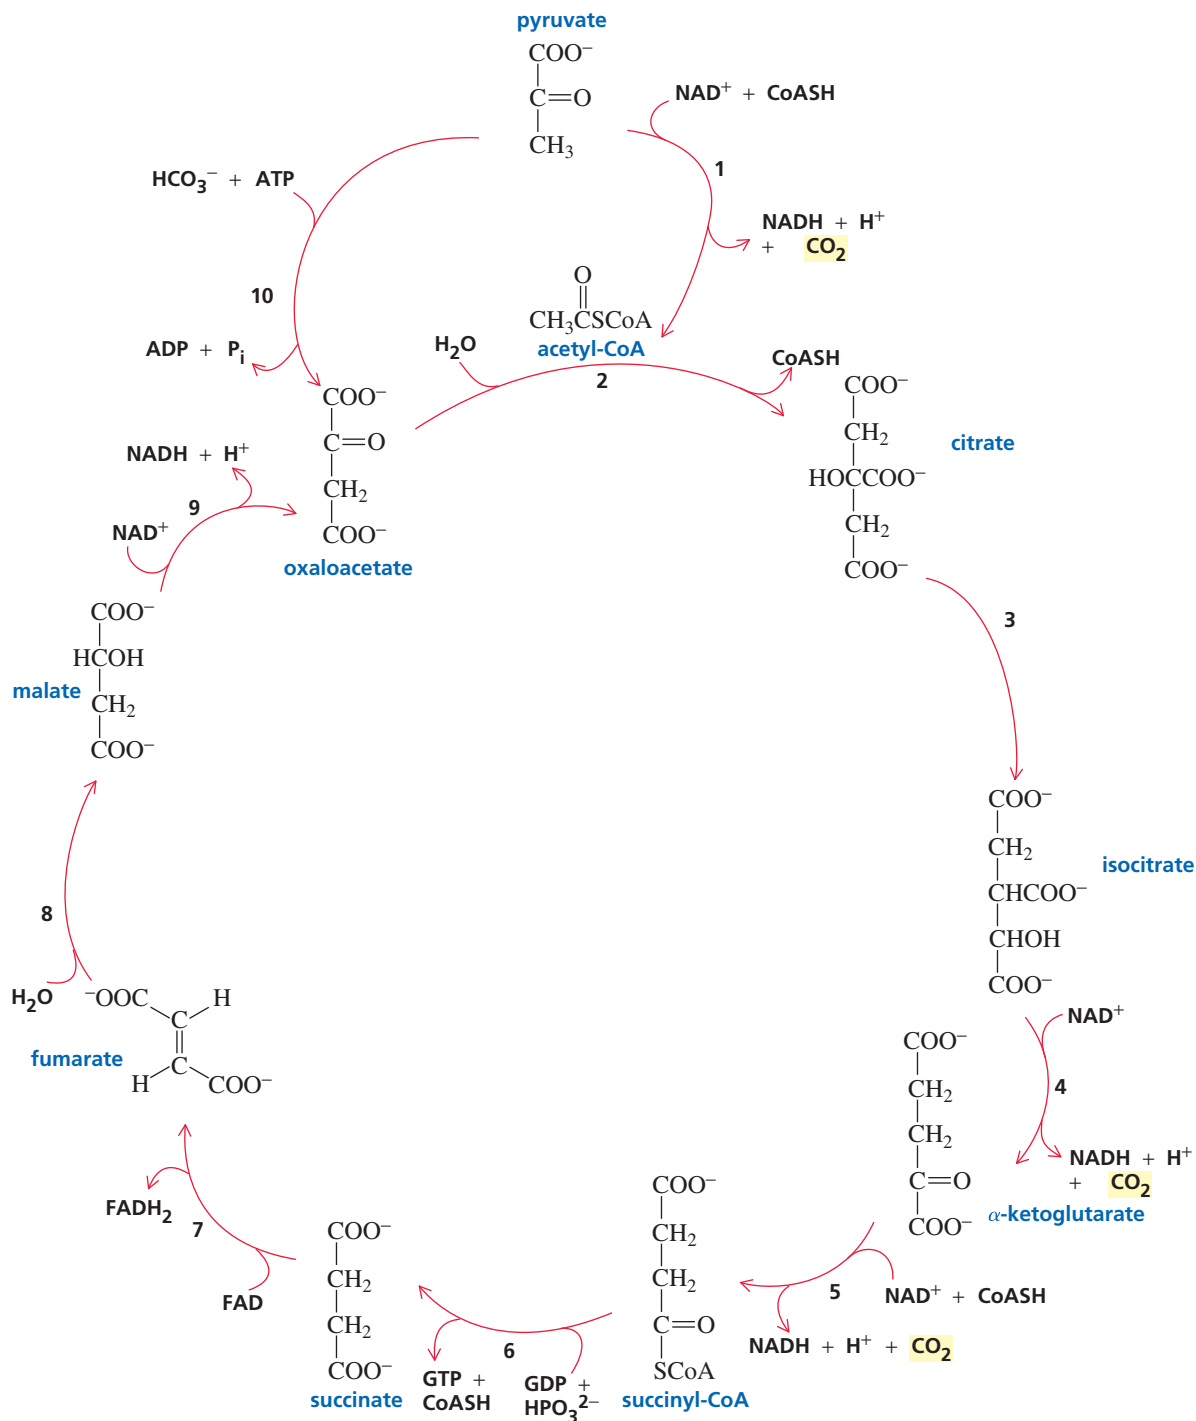 pyruvate
COO⁻
C=O
CH₃
NAD⁺ + CoASH
1
NADH + H⁺
+ CO₂
HCO₃⁻ + ATP
10
ADP + Pᵢ
O
CH₃CSCoA
acetyl-CoA
H₂O
2
CoASH
COO⁻
C=O
CH₂
COO⁻
oxaloacetate
COO⁻
CH₂
HOCCOO⁻
CH₂
COO⁻
citrate
NADH + H⁺
9
NAD⁺
3
COO⁻
HCOH
CH₂
COO⁻
malate
COO⁻
CH₂
CHCOO⁻
CHOH
COO⁻
isocitrate
8
H₂O
⁻OOC
H
C
C
H
COO⁻
fumarate
NAD⁺
4
NADH + H⁺
+ CO₂
COO⁻
CH₂
CH₂
C=O
COO⁻
α-ketoglutarate
5
NAD⁺ + CoASH
NADH + H⁺ + CO₂
COO⁻
CH₂
CH₂
C=O
SCoA
succinyl-CoA
6
GDP +
HPO₃²⁻
GTP +
CoASH
COO⁻
CH₂
CH₂
COO⁻
succinate
7
FAD
FADH₂